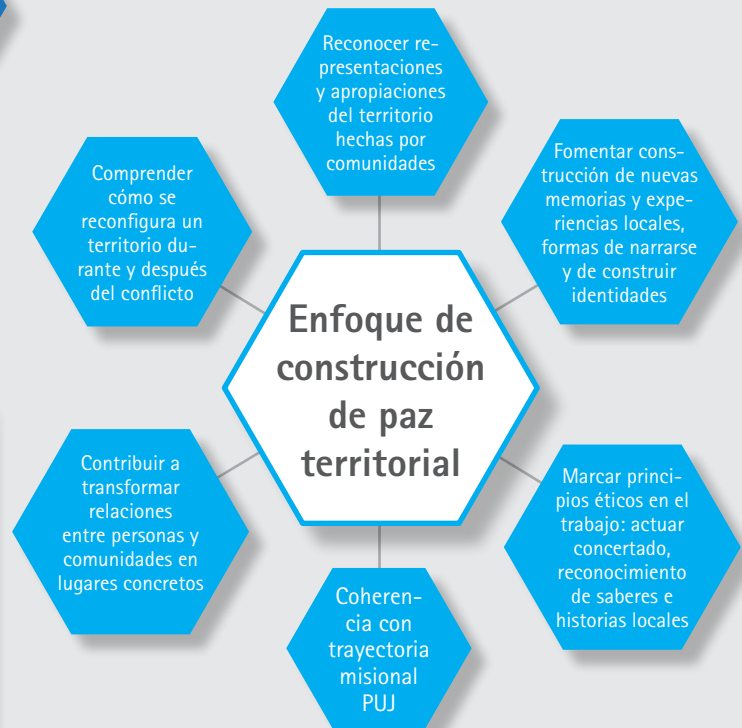 Reconocer re-
presentaciones
y apropiaciones
del territorio
hechas por
comunidades
Comprender
cómo se
reconfigura un
territorio du-
rante y después
del conflicto
Fomentar cons-
trucción de nuevas
memorias y expe-
riencias locales,
formas de narrarse
y de construir
identidades
Enfoque de
construcción
de paz
territorial
Contribuir a
transformar
relaciones
entre personas y
comunidades en
lugares concretos
Marcar princi-
pios éticos en el
trabajo: actuar
concertado,
reconocimiento
de saberes e
historias locales
Coheren-
cia con
trayectoria
misional
PUJ